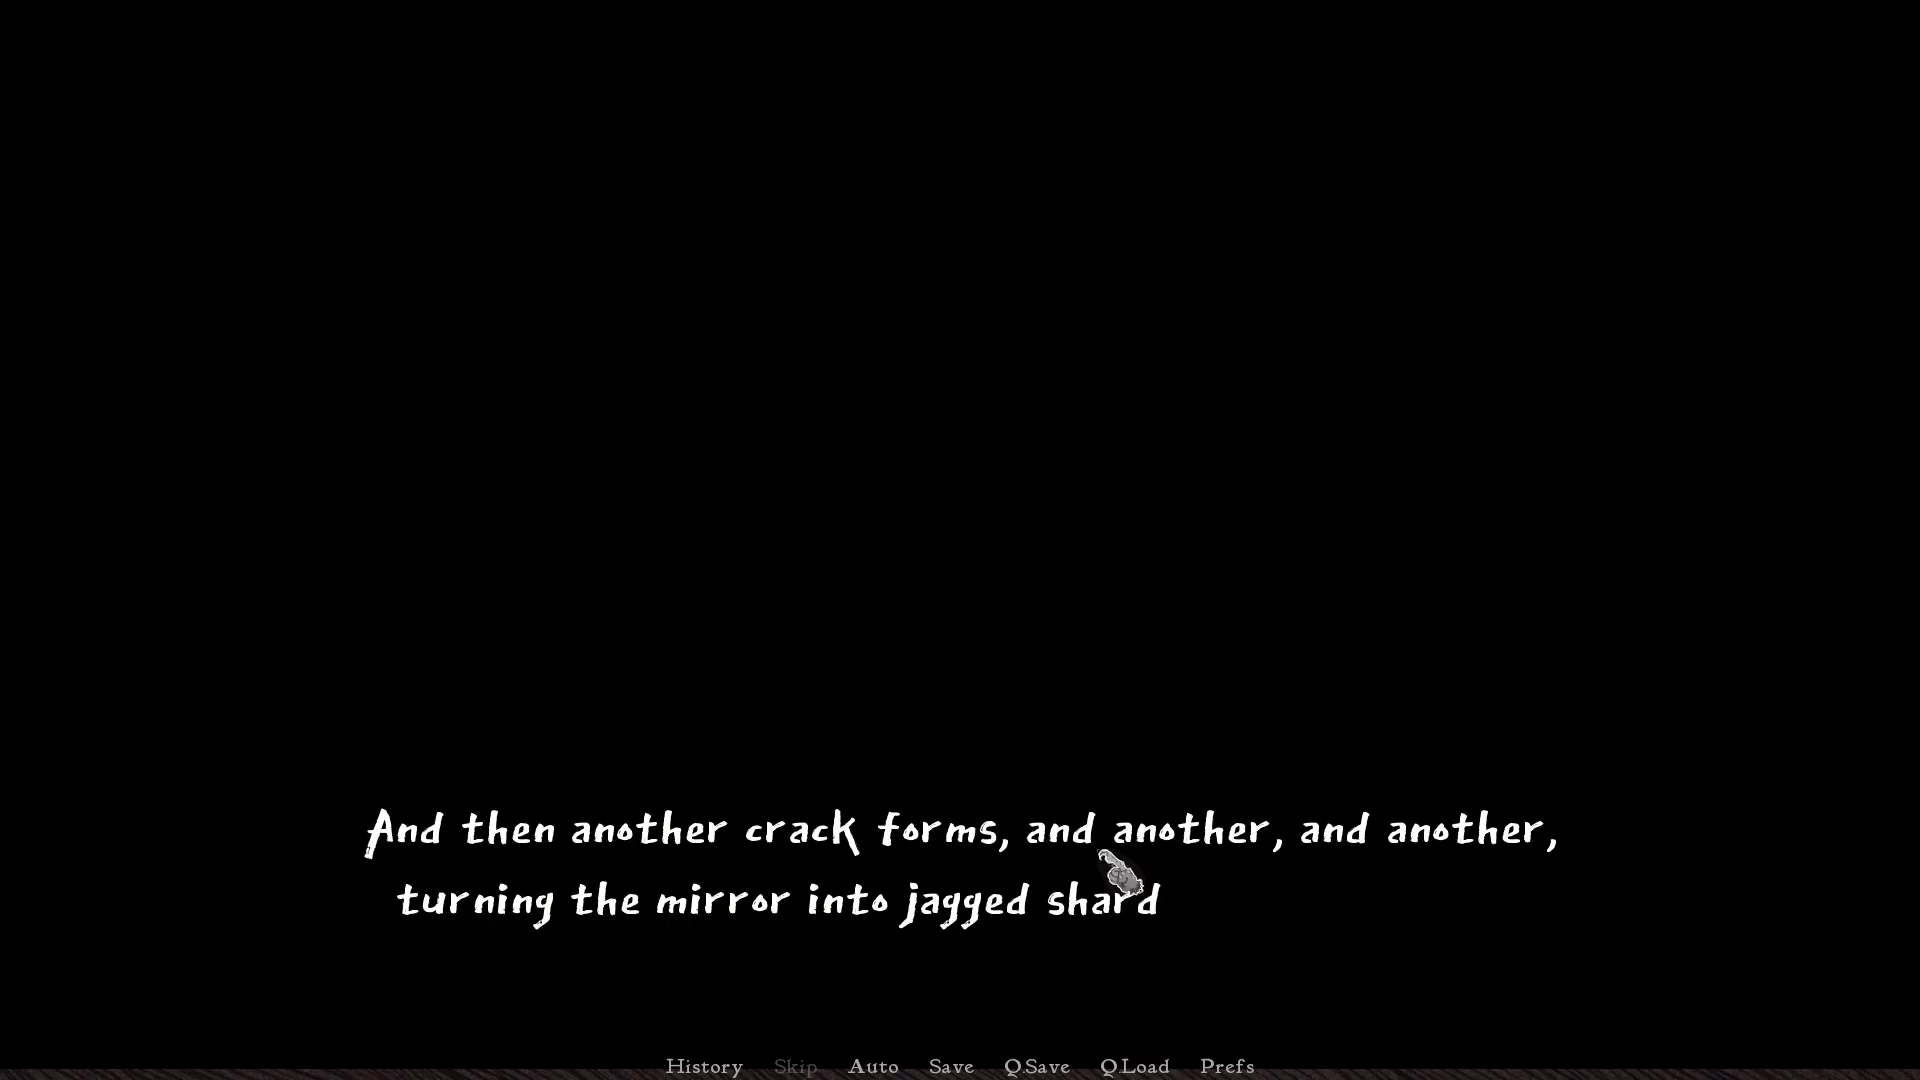 And then another crack forms, and another, and another,
turning the mirror into jagged shard
History Skip Auto Save Q.Save Q.Load Prefs